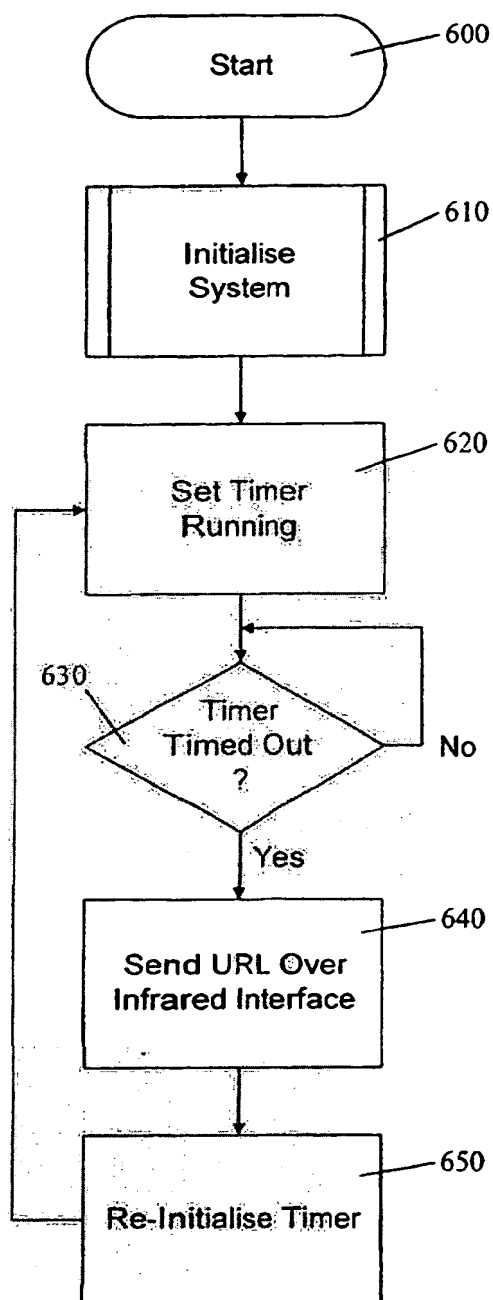 Start
600
Initialise
System
610
Set Timer
Running
620
630
Timer
Timed Out
?
No
Yes
Send URL Over
Infrared Interface
640
Re-Initialise Timer
650